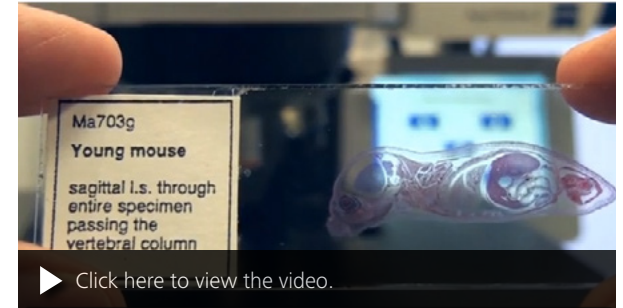 Ma703g
Young mouse
sagittal l.s. through
entire specimen
passing the
vertebral column
Click here to view the video.